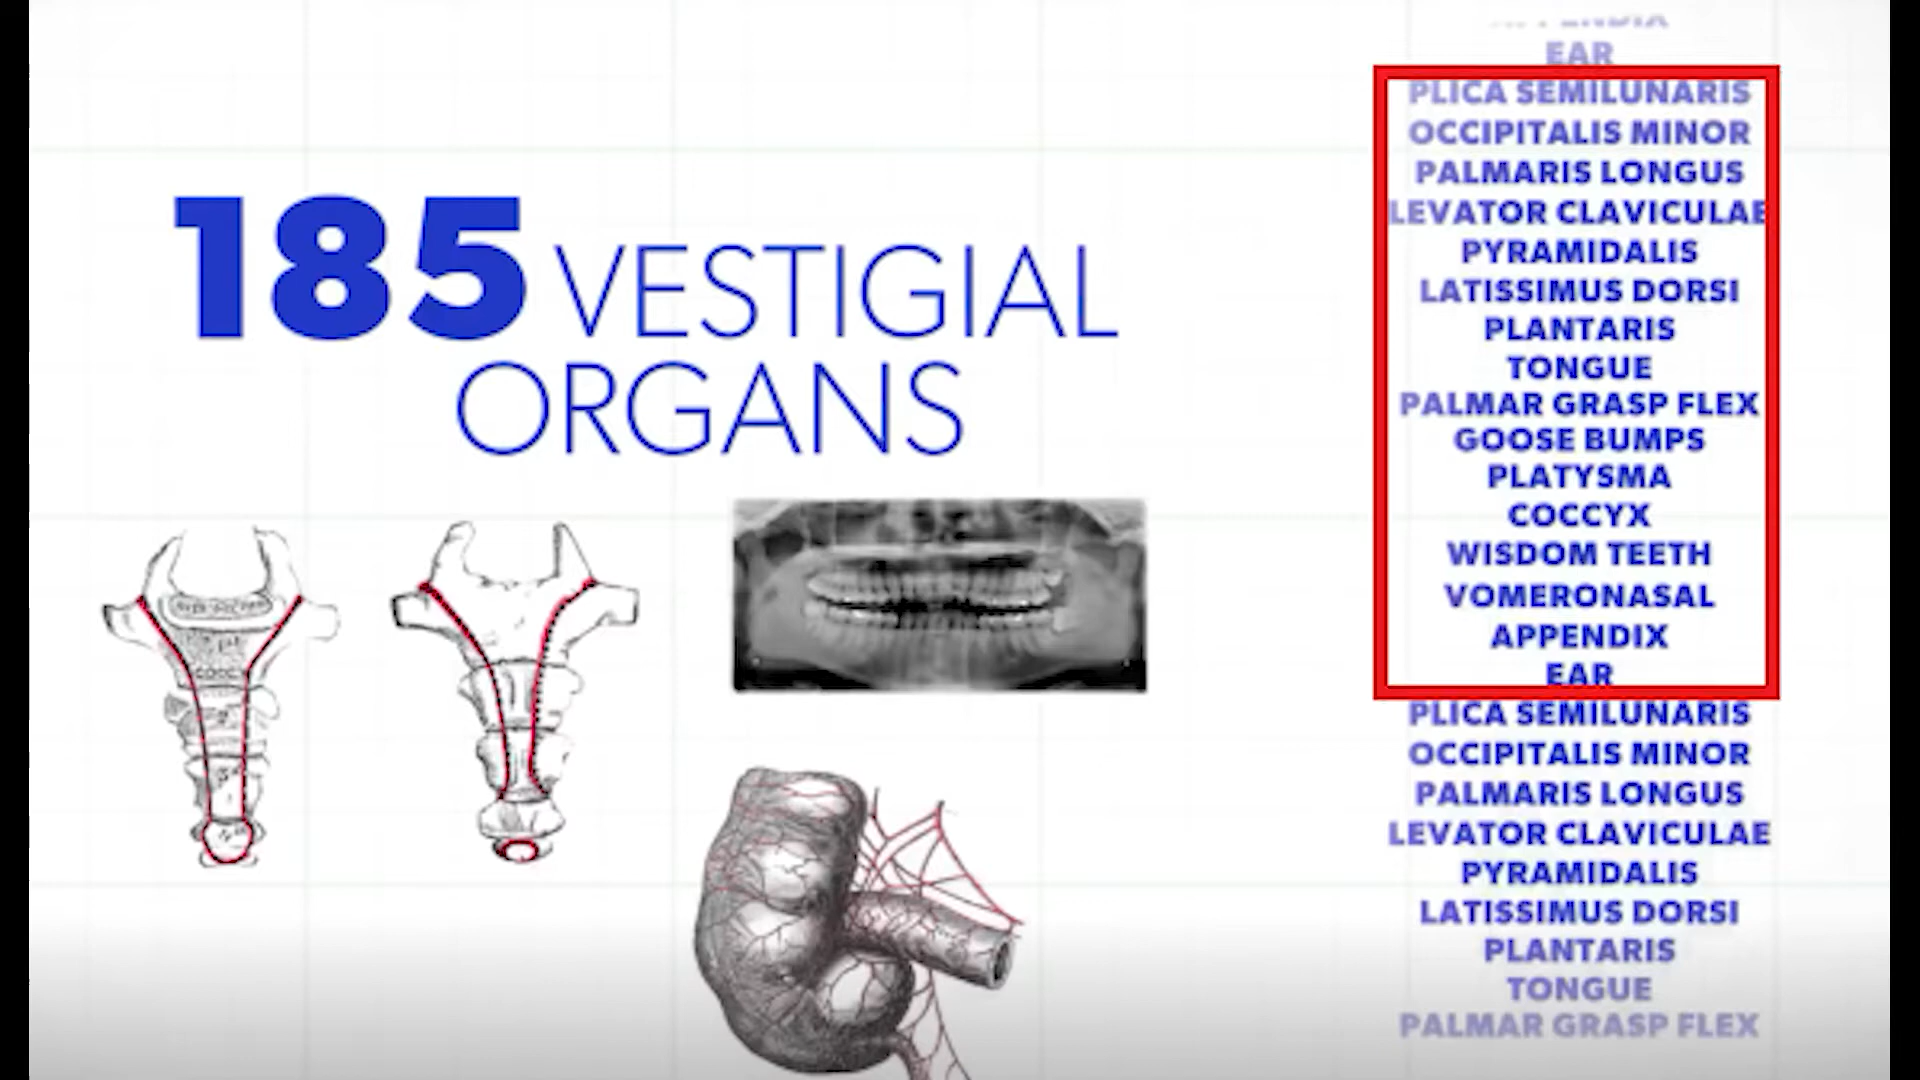 185 VESTIGIAL
ORGANS
APPENDIX
EAR
PLICA SEMILUNARIS
OCCIPITALIS MINOR
PALMARIS LONGUS
LEVATOR CLAVICULAE
PYRAMIDALIS
LATISSIMUS DORSI
PLANTARIS
TONGUE
PALMAR GRASP FLEX
GOOSE BUMPS
PLATYSMA
COCCYX
WISDOM TEETH
VOMERONASAL
APPENDIX
EAR
PLICA SEMILUNARIS
OCCIPITALIS MINOR
PALMARIS LONGUS
LEVATOR CLAVICULAE
PYRAMIDALIS
LATISSIMUS DORSI
PLANTARIS
TONGUE
PALMAR GRASP FLEX